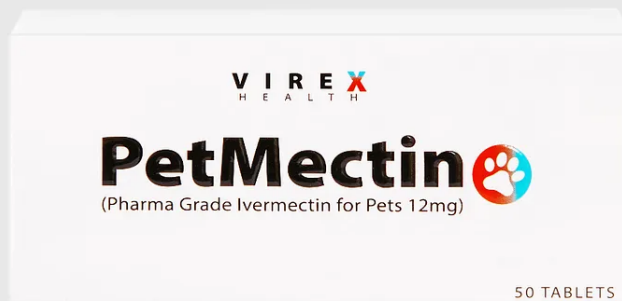 VIREX
HEALTH
PetMectin
(Pharma Grade Ivermectin for Pets 12mg)
50 TABLETS